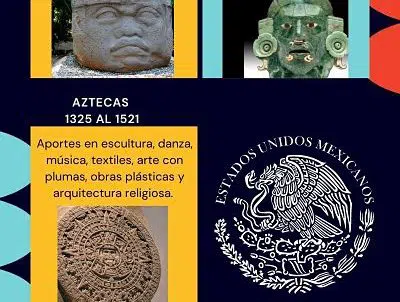 AZTECAS
1325 AL 1521
Aportes en escultura, danza,
música, textiles, arte con
plumas, obras plásticas y
arquitectura religiosa.
ESTADOS UNIDOS MEXICANOS